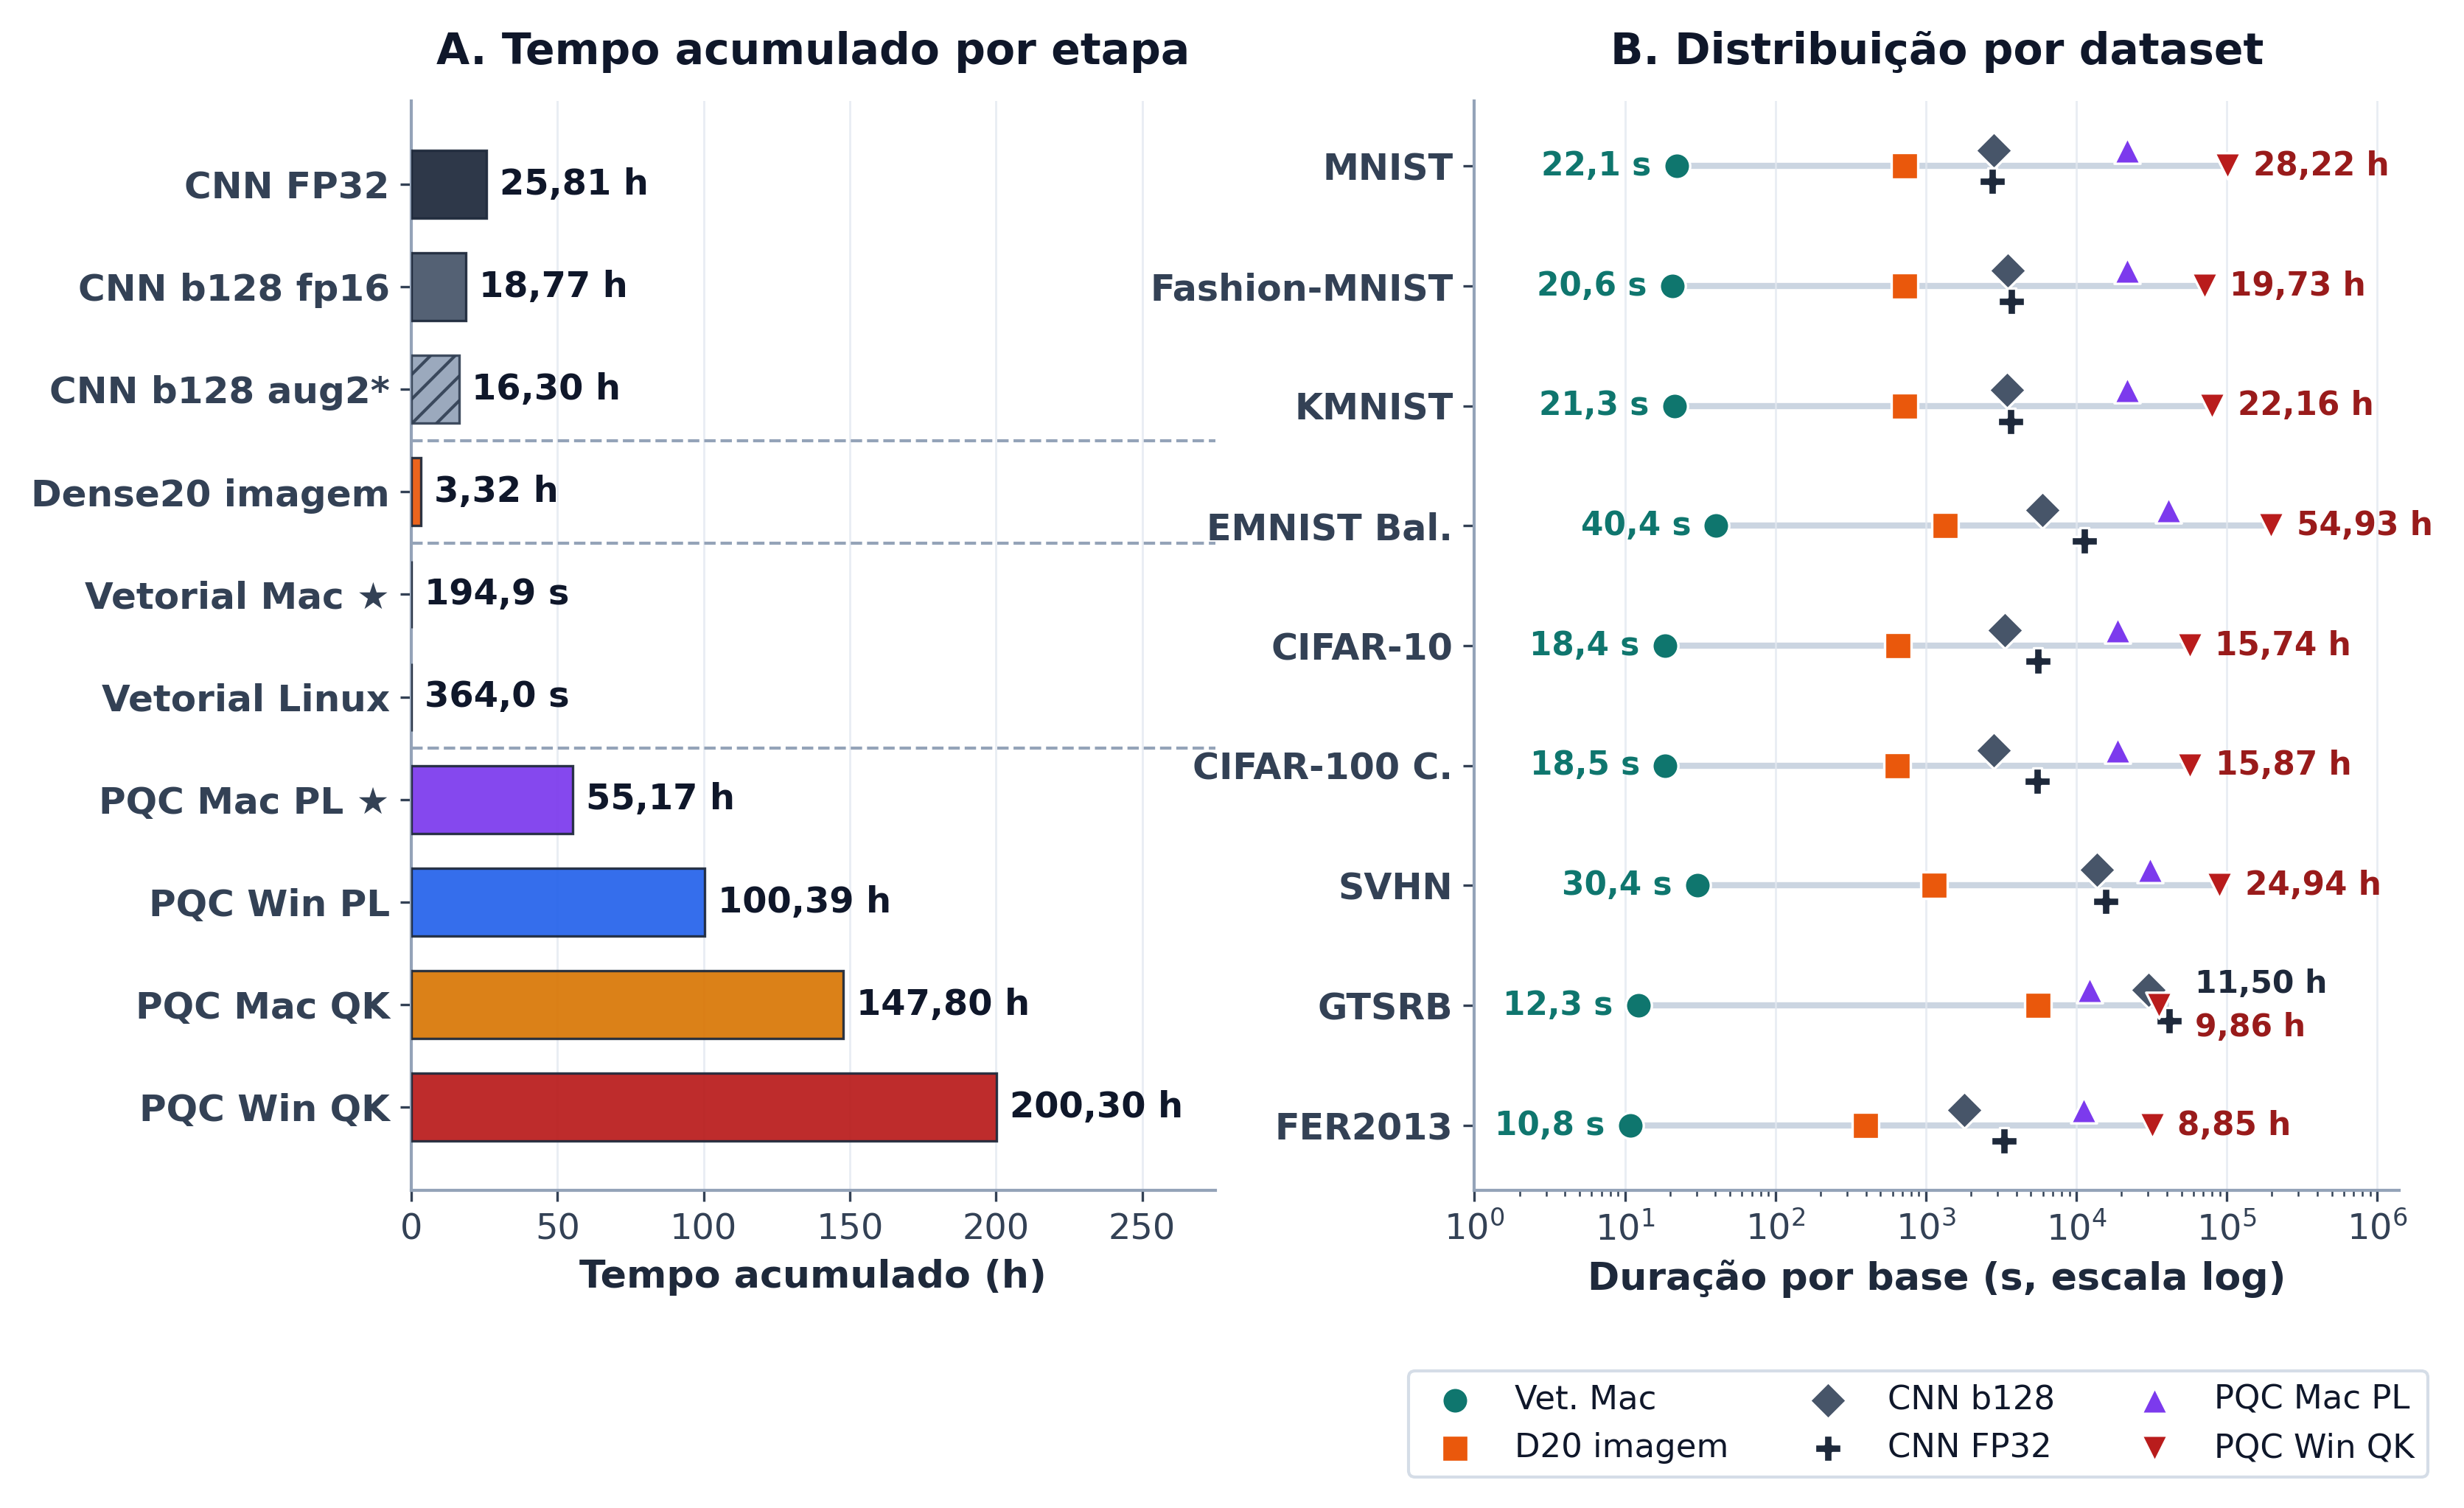 A. Tempo acumulado por etapa
CNN FP32
25,81 h
CNN b128 fp16
18,77 h
CNN b128 aug2*
16,30 h
Dense20 imagem
3,32 h
Vetorial Mac ★
194,9 s
Vetorial Linux
364,0 s
PQC Mac PL ★
55,17 h
PQC Win PL
100,39 h
PQC Mac QK
147,80 h
PQC Win QK
200,30 h
0 50 100 150 200 250
Tempo acumulado (h)
B. Distribuição por dataset
MNIST
22,1 s
28,22 h
Fashion-MNIST
20,6 s
19,73 h
KMNIST
21,3 s
22,16 h
EMNIST Bal.
40,4 s
54,93 h
CIFAR-10
18,4 s
15,74 h
CIFAR-100 C.
18,5 s
15,87 h
SVHN
30,4 s
24,94 h
GTSRB
12,3 s
11,50 h
9,86 h
FER2013
10,8 s
8,85 h
10⁰ 10¹ 10² 10³ 10⁴ 10⁵ 10⁶
Duração por base (s, escala log)
Vet. Mac
D20 imagem
CNN b128
CNN FP32
PQC Mac PL
PQC Win QK